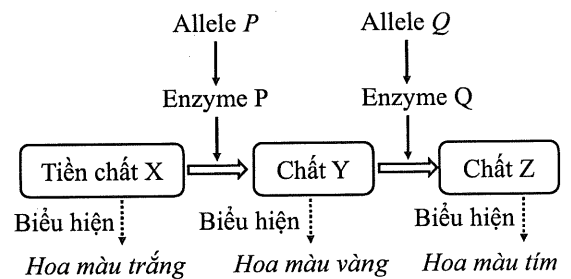 Allele P Allele Q
Enzyme P Enzyme Q
Tiền chất X Chất Y Chất Z
Biểu hiện Biểu hiện Biểu hiện
Hoa màu trắng Hoa màu vàng Hoa màu tím